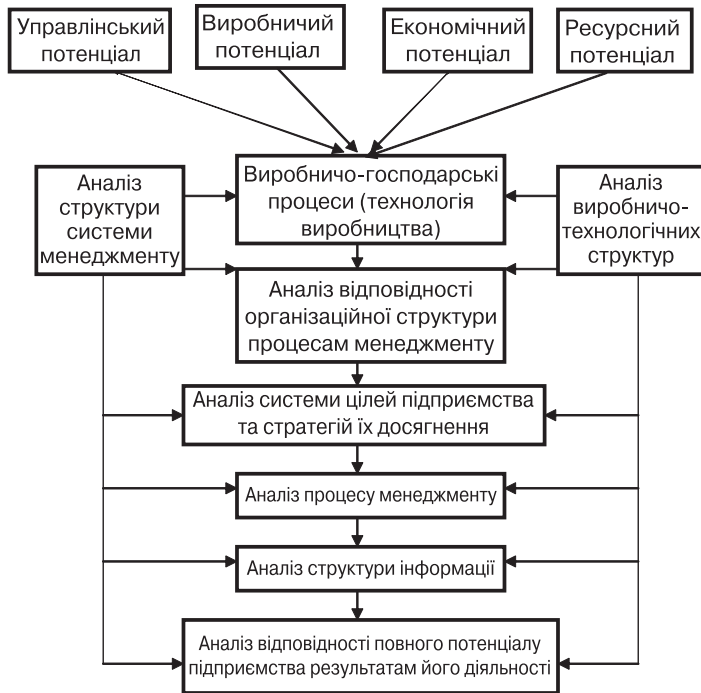 Управлінський
потенціал
Виробничий
потенціал
Економічний
потенціал
Ресурсний
потенціал
Аналіз
структури
системи
менеджменту
Виробничо-господарські
процеси (технологія
виробництва)
Аналіз
виробничо-
технологічних
структур
Аналіз відповідності
організаційної структури
процесам менеджменту
Аналіз системи цілей підприємства
та стратегій їх досягнення
Аналіз процесу менеджменту
Аналіз структури інформації
Аналіз відповідності повного потенціалу
підприємства результатам його діяльності